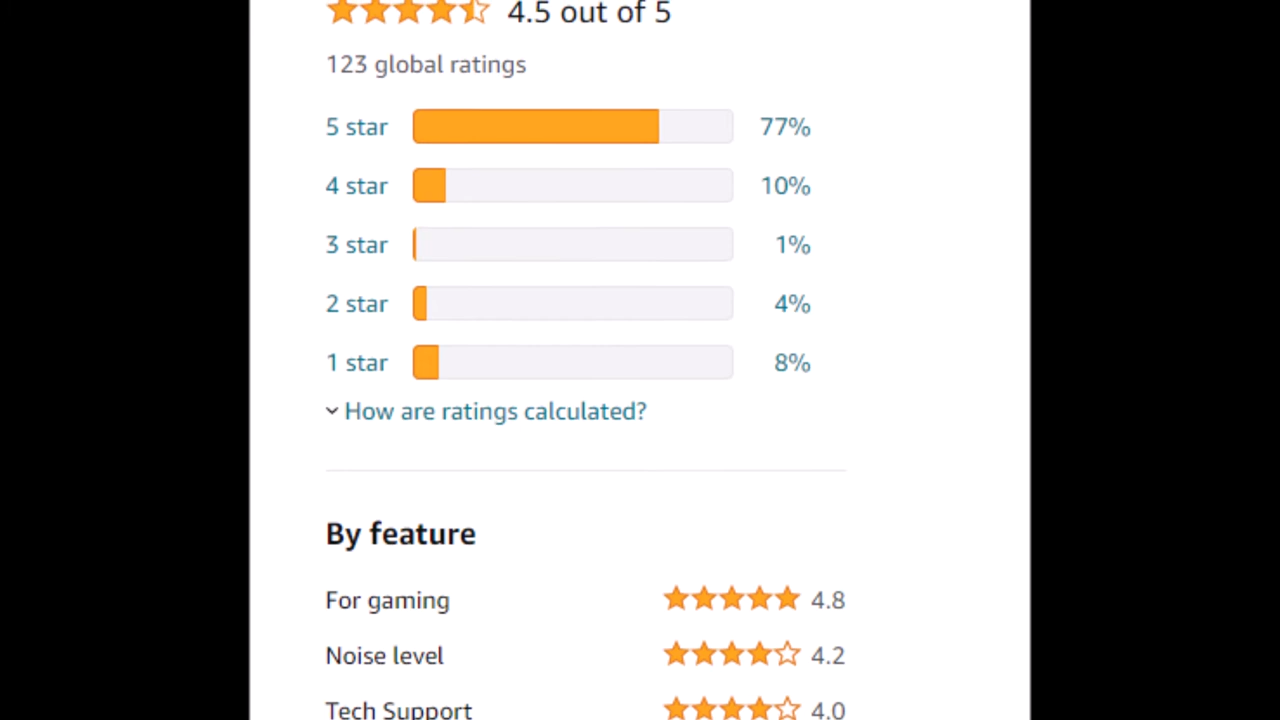 4.5 out of 5
123 global ratings
5 star 77%
4 star 10%
3 star 1%
2 star 4%
1 star 8%
How are ratings calculated?
By feature
For gaming 4.8
Noise level 4.2
Tech Support 4.0